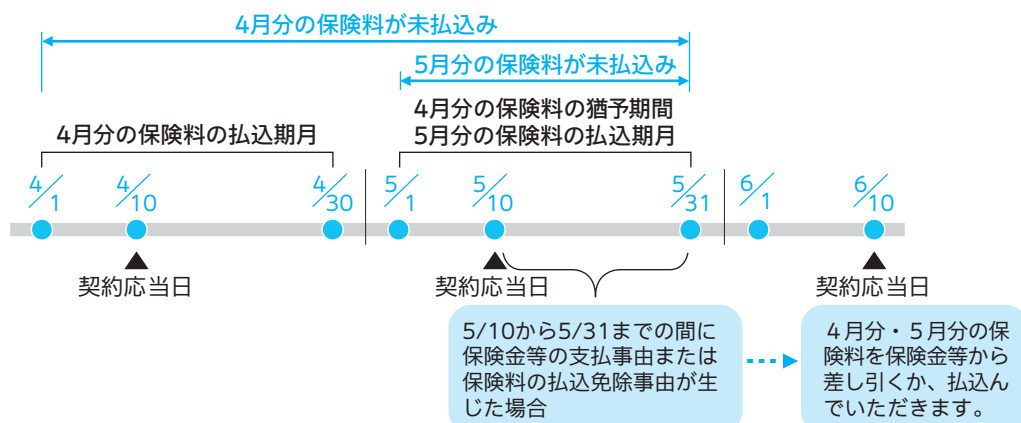 4月分の保険料が未払込み
5月分の保険料が未払込み
4月分の保険料の払込期月
4月分の保険料の猶予期間
5月分の保険料の払込期月
4/1
4/10
4/30
5/1
5/10
5/31
6/1
6/10
契約応当日
契約応当日
契約応当日
5/10から5/31までの間に
保険金等の支払事由または
保険料の払込免除事由が生
じた場合
４月分・５月分の保
険料を保険金等から
差し引くか、払込ん
でいただきます。